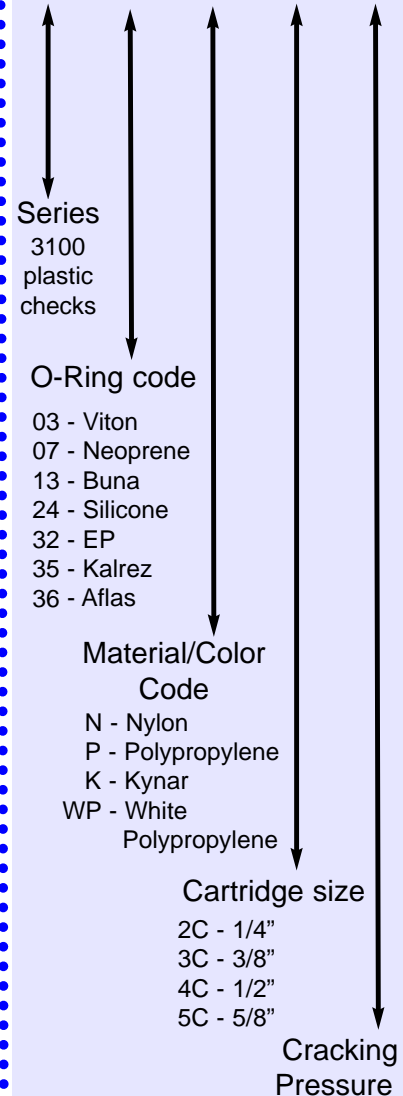 Series
3100
plastic
checks
O-Ring code
03 - Viton
07 - Neoprene
13 - Buna
24 - Silicone
32 - EP
35 - Kalrez
36 - Aflas
Material/Color
Code
N - Nylon
P - Polypropylene
K - Kynar
WP - White
Polypropylene
Cartridge size
2C - 1/4”
3C - 3/8”
4C - 1/2”
5C - 5/8”
Cracking
Pressure